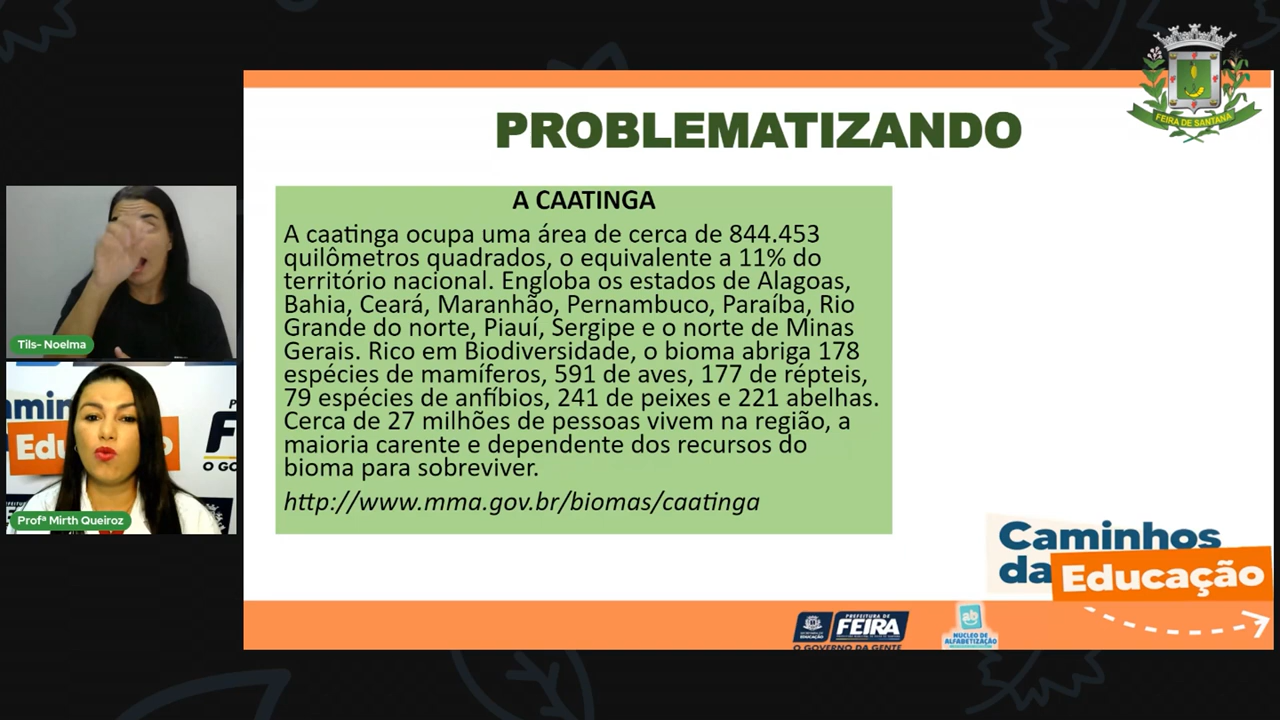 FEIRA DE SANTANA
PROBLEMATIZANDO
A CAATINGA
A caatinga ocupa uma área de cerca de 844.453
quilômetros quadrados, o equivalente a 11% do
território nacional. Engloba os estados de Alagoas,
Bahia, Ceará, Maranhão, Pernambuco, Paraíba, Rio
Grande do norte, Piauí, Sergipe e o norte de Minas
Gerais. Rico em Biodiversidade, o bioma abriga 178
espécies de mamíferos, 591 de aves, 177 de répteis,
79 espécies de anfíbios, 241 de peixes e 221 abelhas.
Cerca de 27 milhões de pessoas vivem na região, a
maioria carente e dependente dos recursos do
bioma para sobreviver.
http://www.mma.gov.br/biomas/caatinga
Tils- Noelma
Profª Mirth Queiroz
Caminhos
da Educação
PREFEITURA DE
FEIRA
O GOVERNO DA GENTE
ab
NÚCLEO DE
ALFABETIZAÇÃO